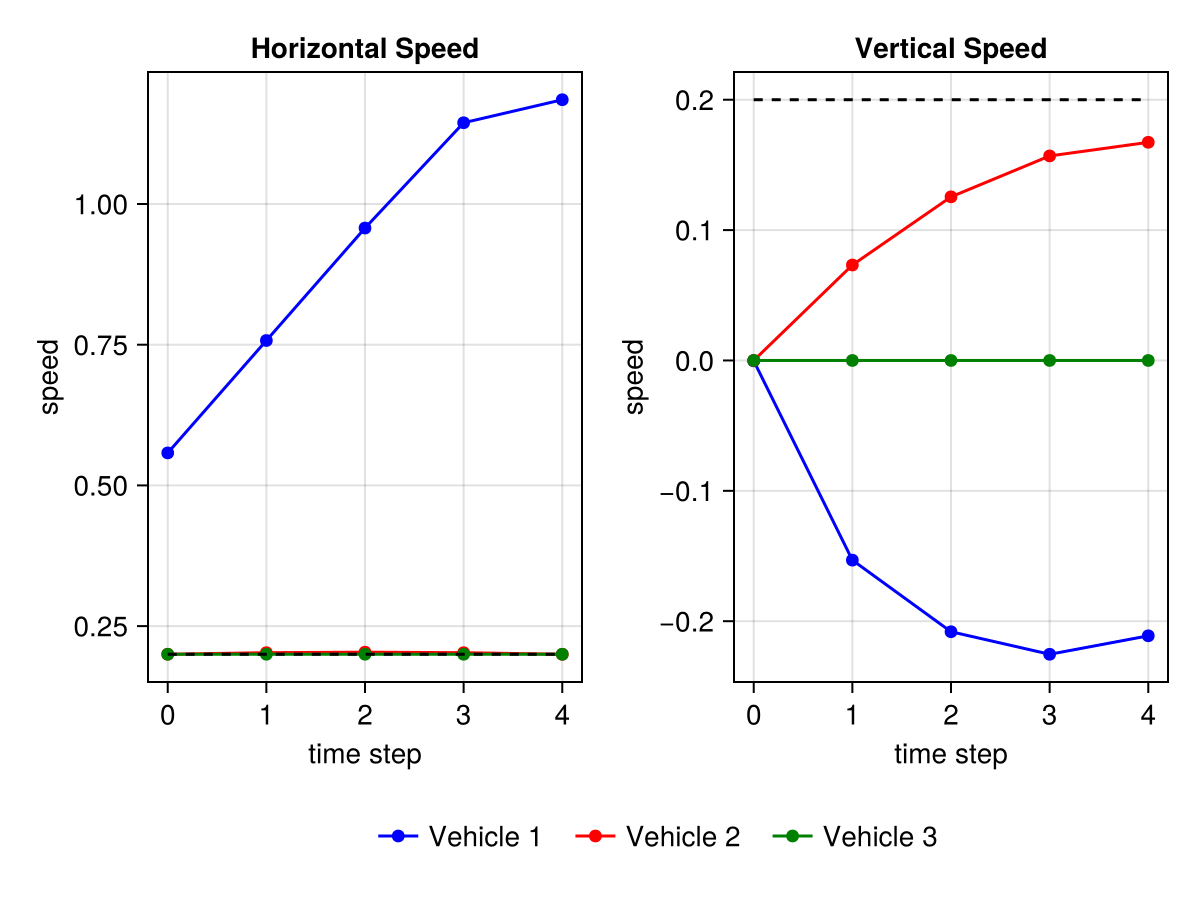 Horizontal Speed
speed
1.00
0.75
0.50
0.25
0 1 2 3 4
time step
Vertical Speed
speed
0.2
0.1
0.0
−0.1
−0.2
0 1 2 3 4
time step
Vehicle 1 Vehicle 2 Vehicle 3